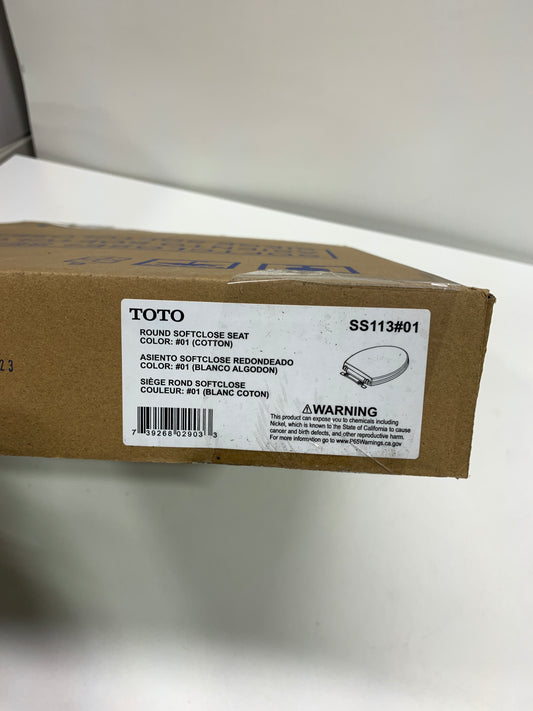 TOTO
SS113#01
ROUND SOFTCLOSE SEAT
COLOR: #01 (COTTON)
ASIENTO SOFTCLOSE REDONDEADO
COLOR: #01 (BLANCO ALGODON)
SIÈGE ROND SOFTCLOSE
COULEUR: #01 (BLANC COTON)
7 39268 02903 3
⚠WARNING
This product can expose you to chemicals including
Nickel, which is known to the State of California to cause
cancer and birth defects, and other reproductive harm.
For more information go to www.P65Warnings.ca.gov
23